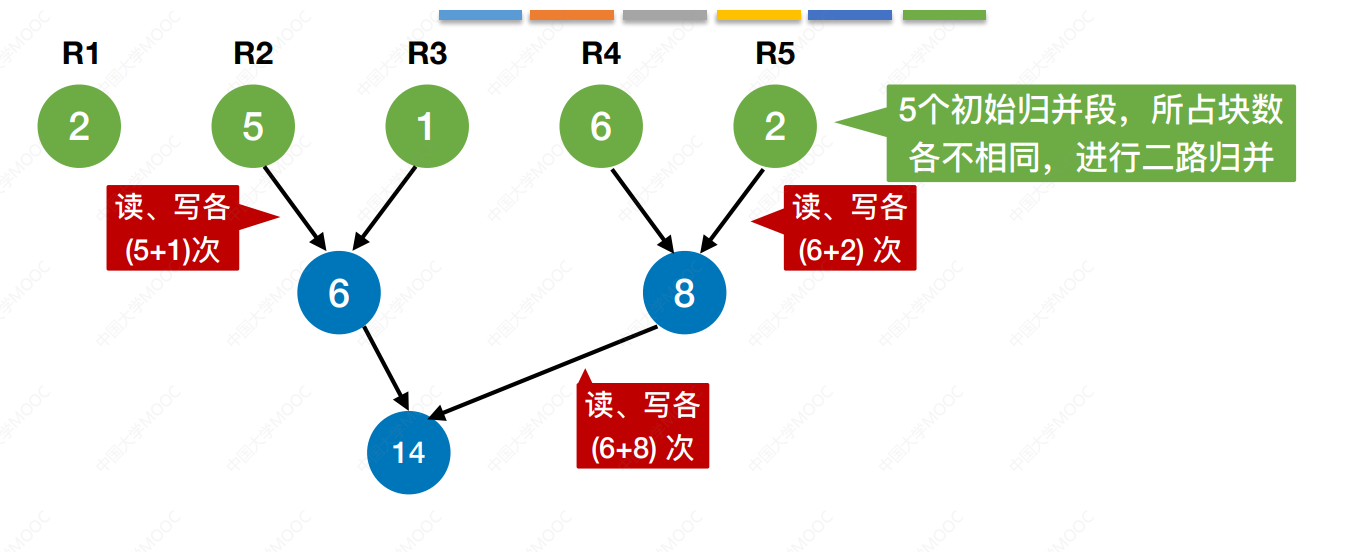 R1 R2 R3 R4 R5
2 5 1 6 2
5个初始归并段，所占块数
各不相同，进行二路归并
读、写各
(5+1)次
读、写各
(6+2) 次
6 8
读、写各
(6+8) 次
14
中国大学MOOC